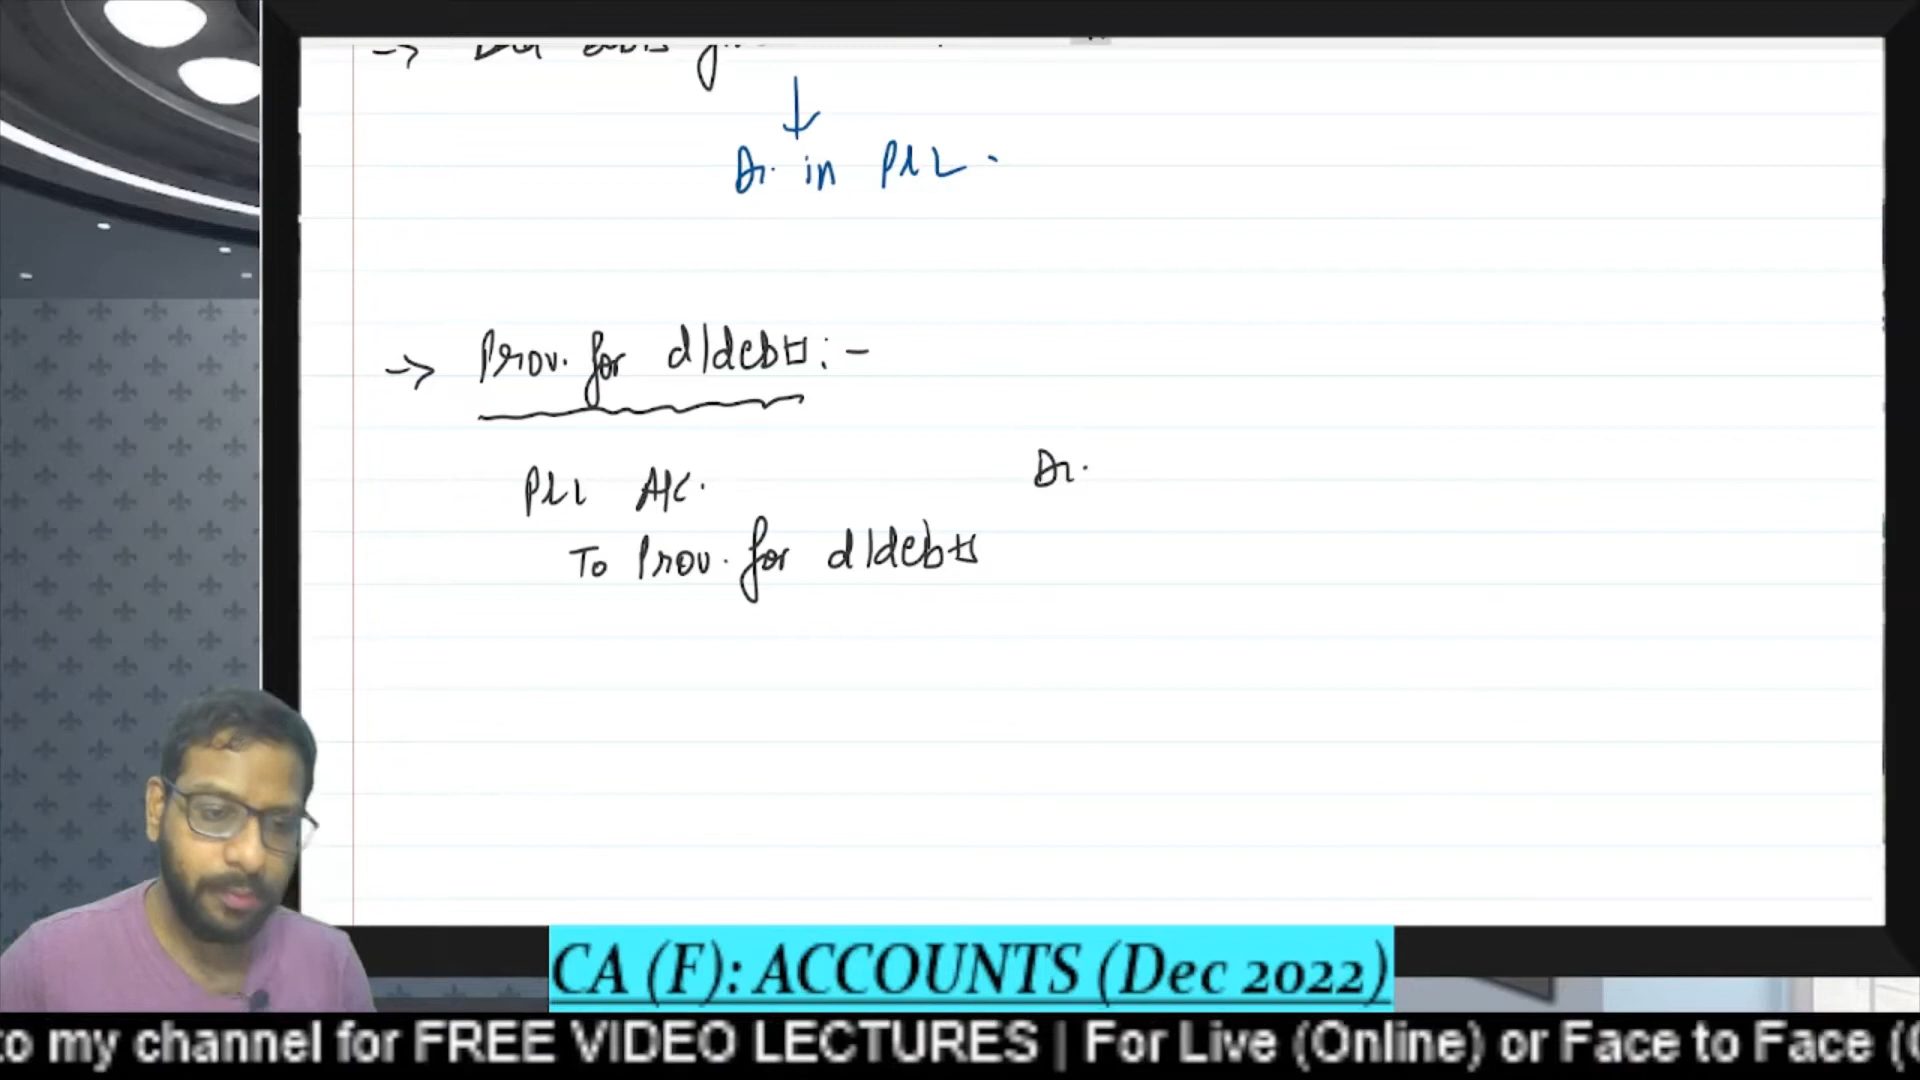 ->
Dr. in P&L.
-> Prov. for d/debts :-
P&L A/c. Dr.
To Prov. for d/debts
CA (F): ACCOUNTS (Dec 2022)
to my channel for FREE VIDEO LECTURES | For Live (Online) or Face to Face (